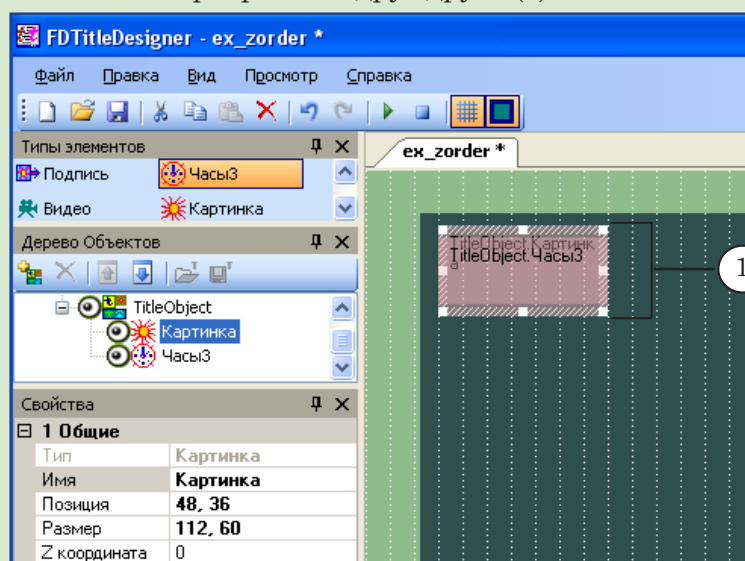 FDTitleDesigner - ex_zorder *
Файл Правка Вид Просмотр Справка
Типы элементов
ex_zorder *
Подпись Часы3
Видео Картинка
Дерево Объектов
TitleObject
Картинка
Часы3
TitleObject.Картинк
а
TitleObject.Часы3
1
Свойства
1 Общие
Тип Картинка
Имя Картинка
Позиция 48, 36
Размер 112, 60
Z координата 0